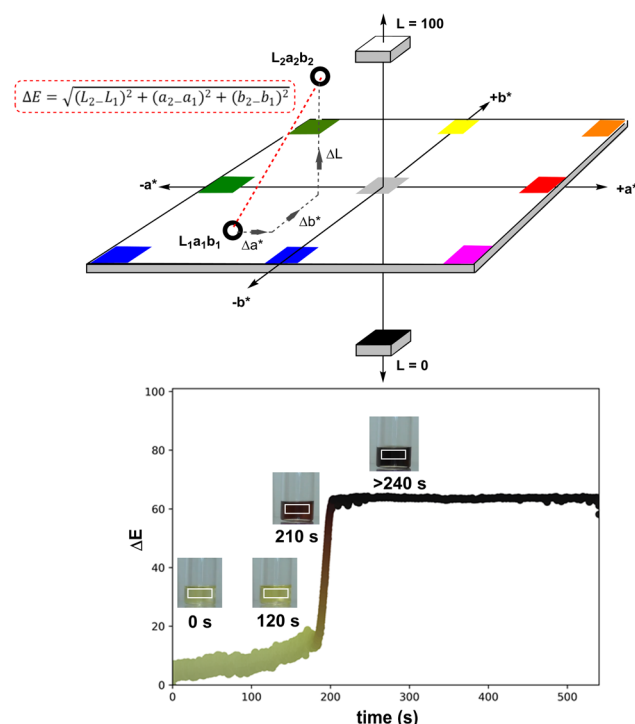 L = 100
L₂a₂b₂
ΔE = √(L₂₋L₁)² + (a₂₋a₁)² + (b₂₋b₁)²
+b*
ΔL
-a*
+a*
Δb*
L₁a₁b₁
Δa*
-b*
L = 0
100
80
60
40
20
0
ΔE
>240 s
210 s
0 s
120 s
0
100
200
300
400
500
time (s)